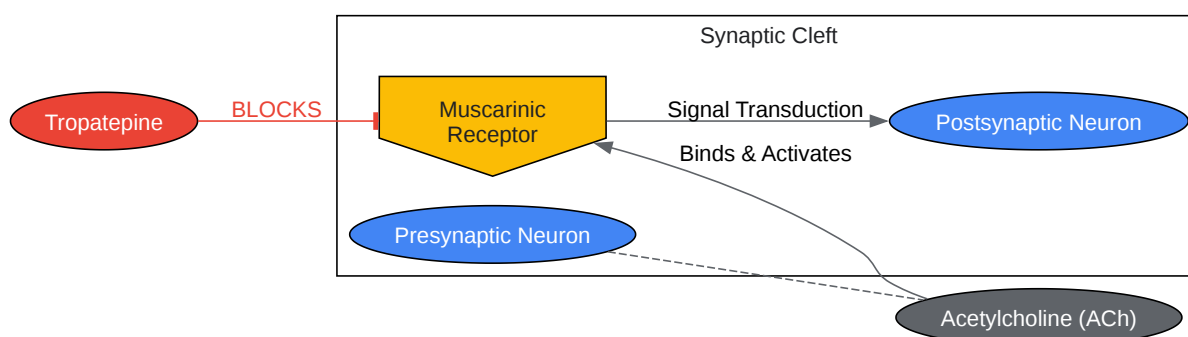 Synaptic Cleft
Tropatepine
BLOCKS
Muscarinic
Receptor
Signal Transduction
Postsynaptic Neuron
Binds & Activates
Presynaptic Neuron
Acetylcholine (ACh)